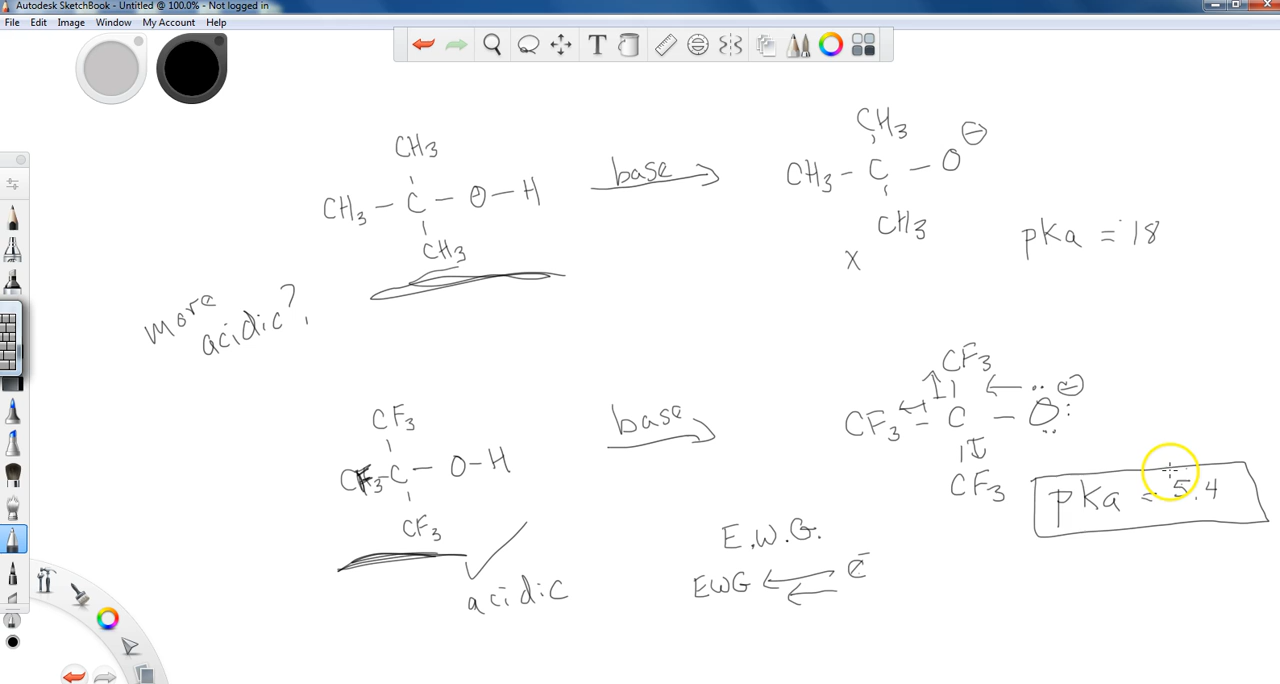 Autodesk SketchBook - Untitled @ 100.0% - Not logged in
File Edit Image Window My Account Help
CH3
CH3 - C - O - H
CH3
base
CH3
CH3 - C - O ⊖
CH3
X
pKa = 18
more acidic?
CF3
CF3 - C - O - H
CF3
acidic
base
CF3
CF3 - C - O ⊖
CF3
pKa = 5.4
E.W.G.
EWG ← e-